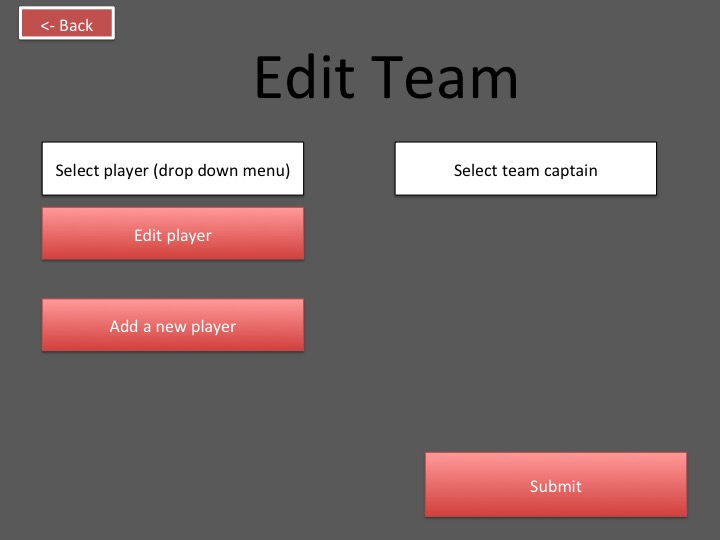 <- Back
Edit Team
Select player (drop down menu)
Select team captain
Edit player
Add a new player
Submit